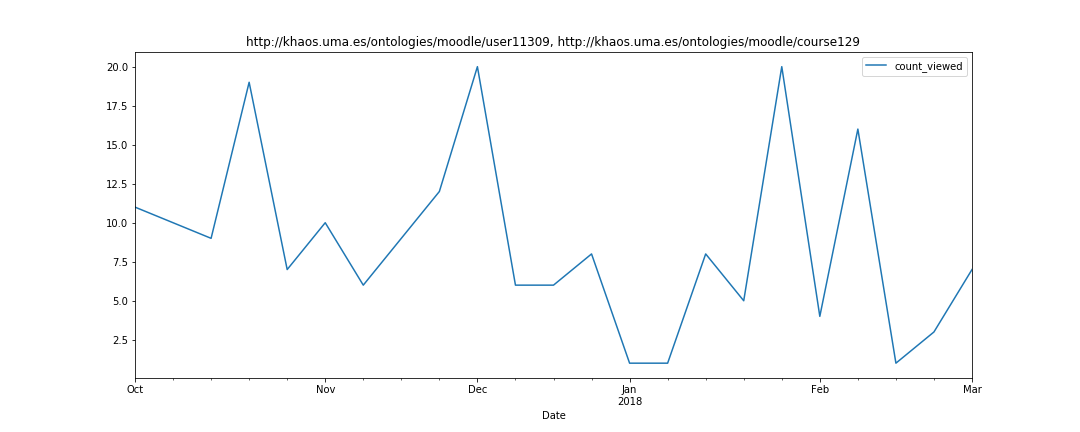 http://khaos.uma.es/ontologies/moodle/user11309, http://khaos.uma.es/ontologies/moodle/course129
count_viewed
20.0
17.5
15.0
12.5
10.0
7.5
5.0
2.5
Oct Nov Dec Jan Feb Mar
2018
Date